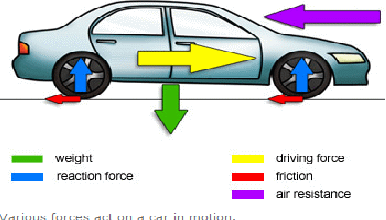 weight
driving force
reaction force
friction
air resistance
Various forces act on a car in motion.